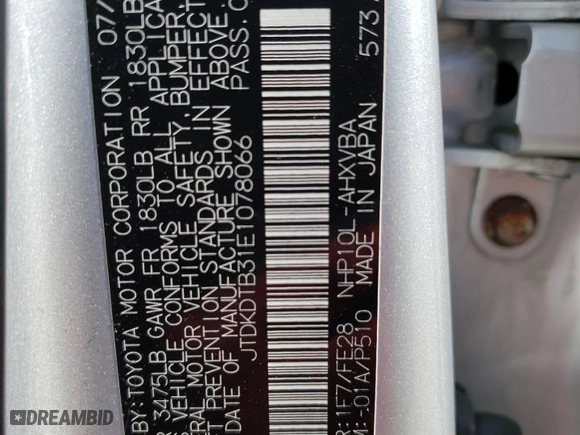 BY:TOYOTA MOTOR CORPORATION 07/
3475LB GAWR FR 1830LB RR 1830LB
VEHICLE CONFORMS TO ALL APPLICA
MOTOR VEHICLE SAFETY, BUMPER,
PREVENTION STANDARDS IN EFFECT
DATE OF MANUFACTURE SHOWN ABOVE
JTDKDTB31E1078066 PASS.
:1F7/FE28 NHP10L-AHXVBA
-01A/P510 MADE IN JAPAN 573
DREAMBID